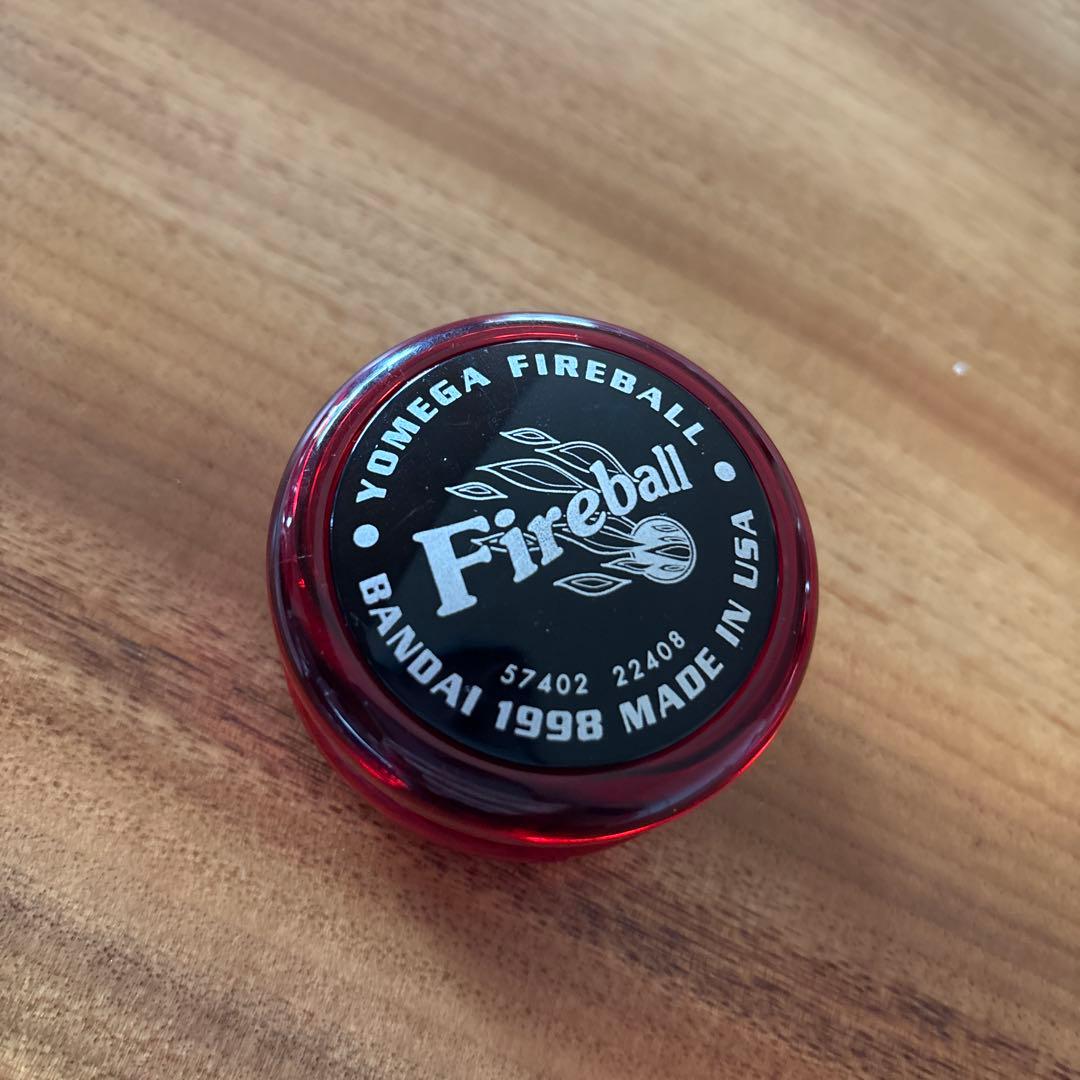 YOMEGA FIREBALL
Fireball
57402 22408
BANDAI 1998 MADE IN USA